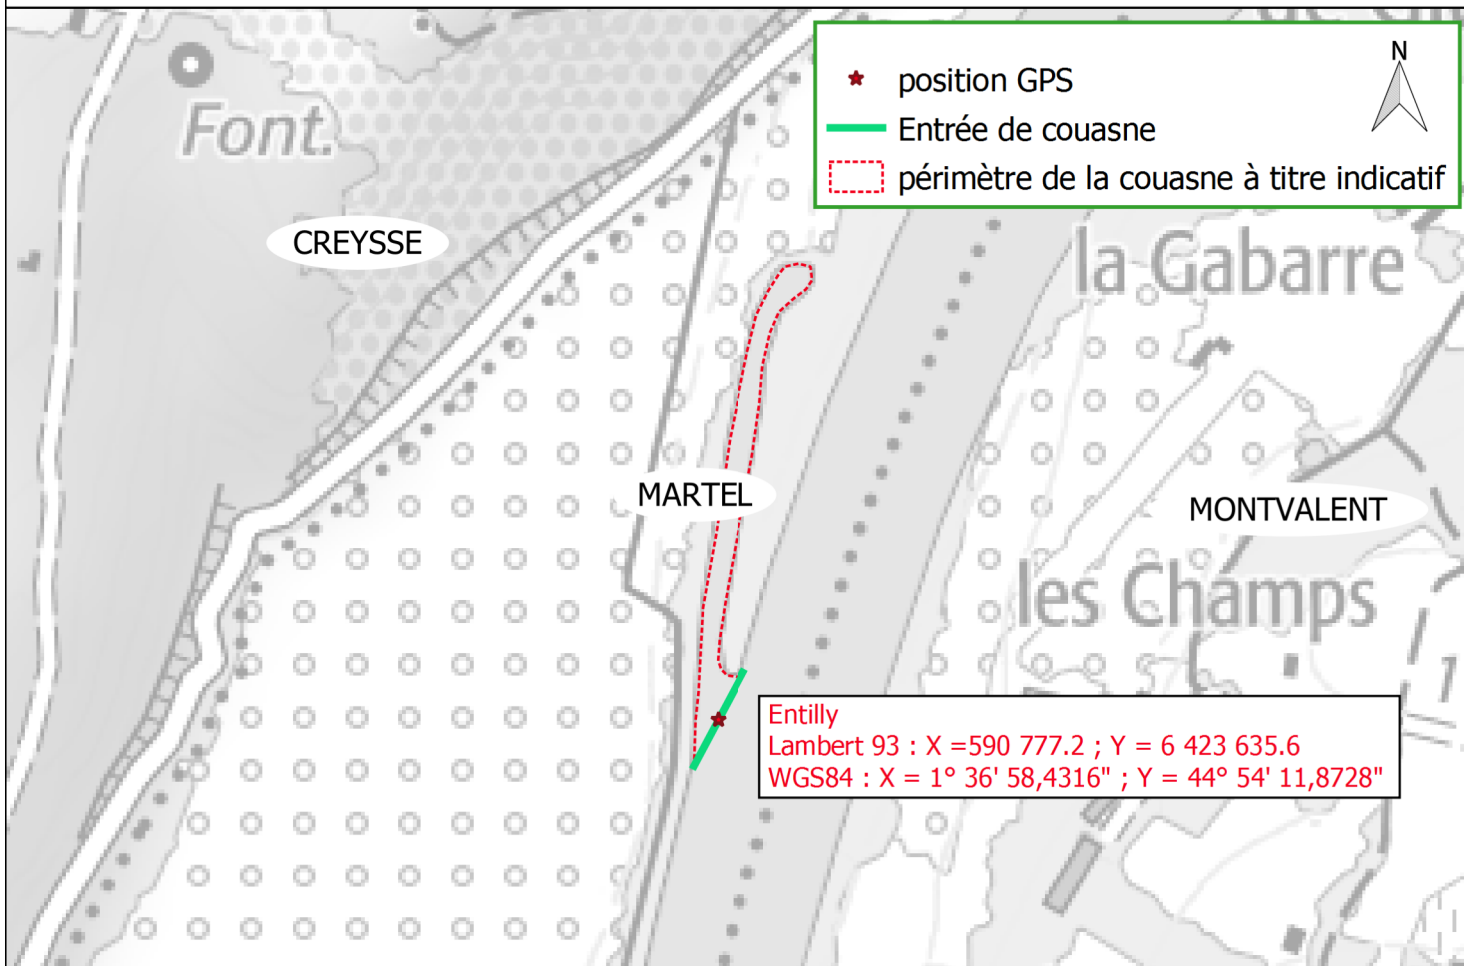 N
position GPS
Entrée de couasne
périmètre de la couasne à titre indicatif
Font.
CREYSSE
la Gabarre
MARTEL
MONTVALENT
les Champs
1
Entilly
Lambert 93 : X =590 777.2 ; Y = 6 423 635.6
WGS84 : X = 1° 36' 58,4316" ; Y = 44° 54' 11,8728"